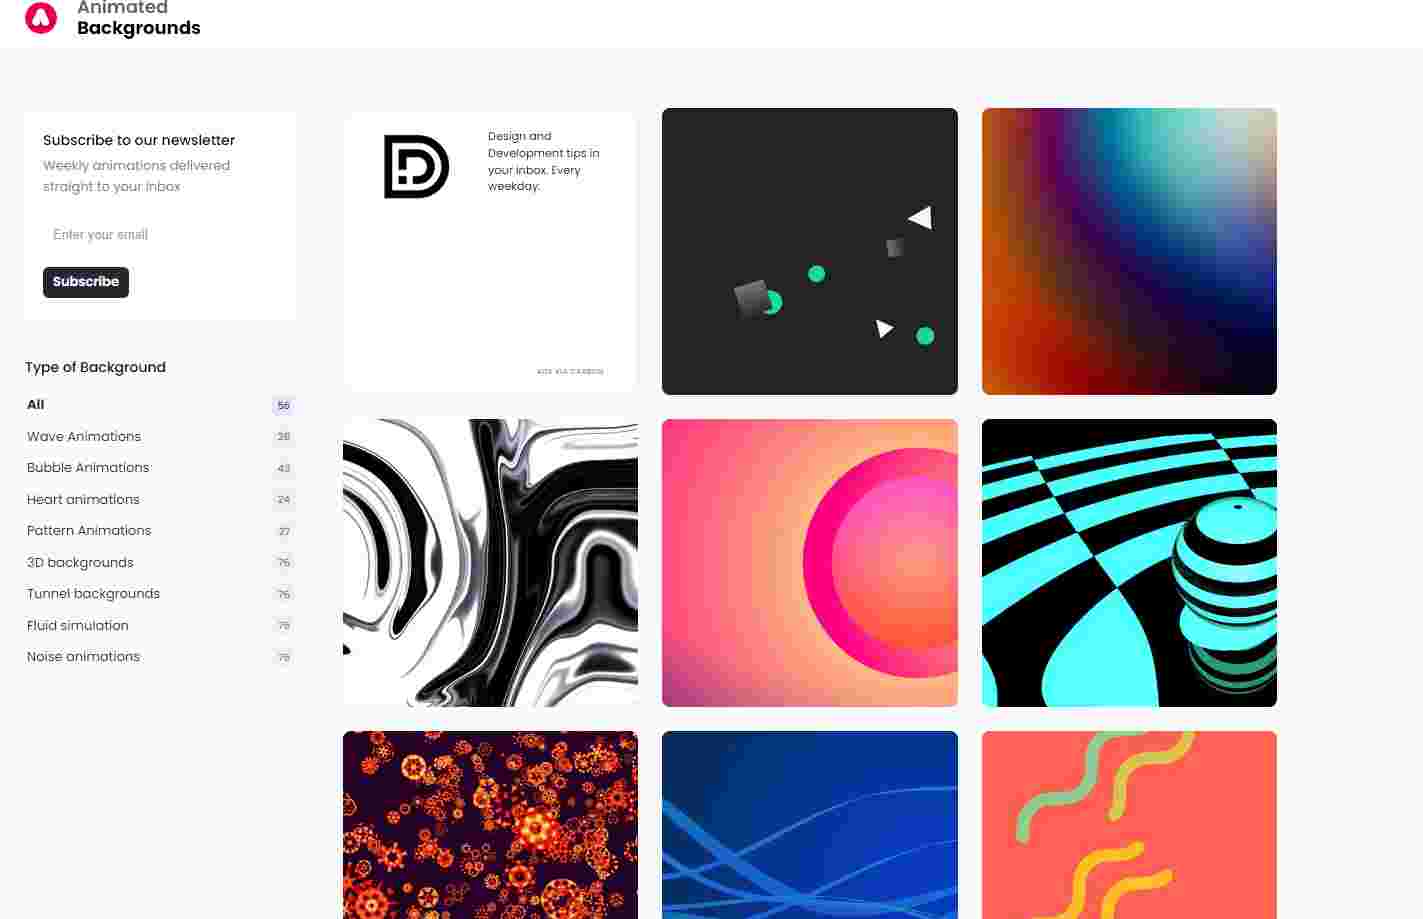 Animated
Backgrounds
Subscribe to our newsletter
Weekly animations delivered
straight to your inbox
Enter your email
Subscribe
Design and
Development tips in
your inbox. Every
weekday.
ADS VIA CARBON
Type of Background
All 56
Wave Animations 26
Bubble Animations 43
Heart animations 24
Pattern Animations 37
3D backgrounds 76
Tunnel backgrounds 76
Fluid simulation 76
Noise animations 76